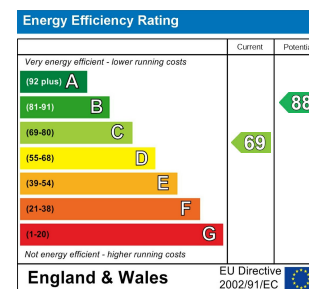 Energy Efficiency Rating
Current Potentia
Very energy efficient - lower running costs
(92 plus) A
(81-91) B
88
(69-80) C
69
(55-68) D
(39-54) E
(21-38) F
(1-20) G
Not energy efficient - higher running costs
England & Wales
EU Directive
2002/91/EC